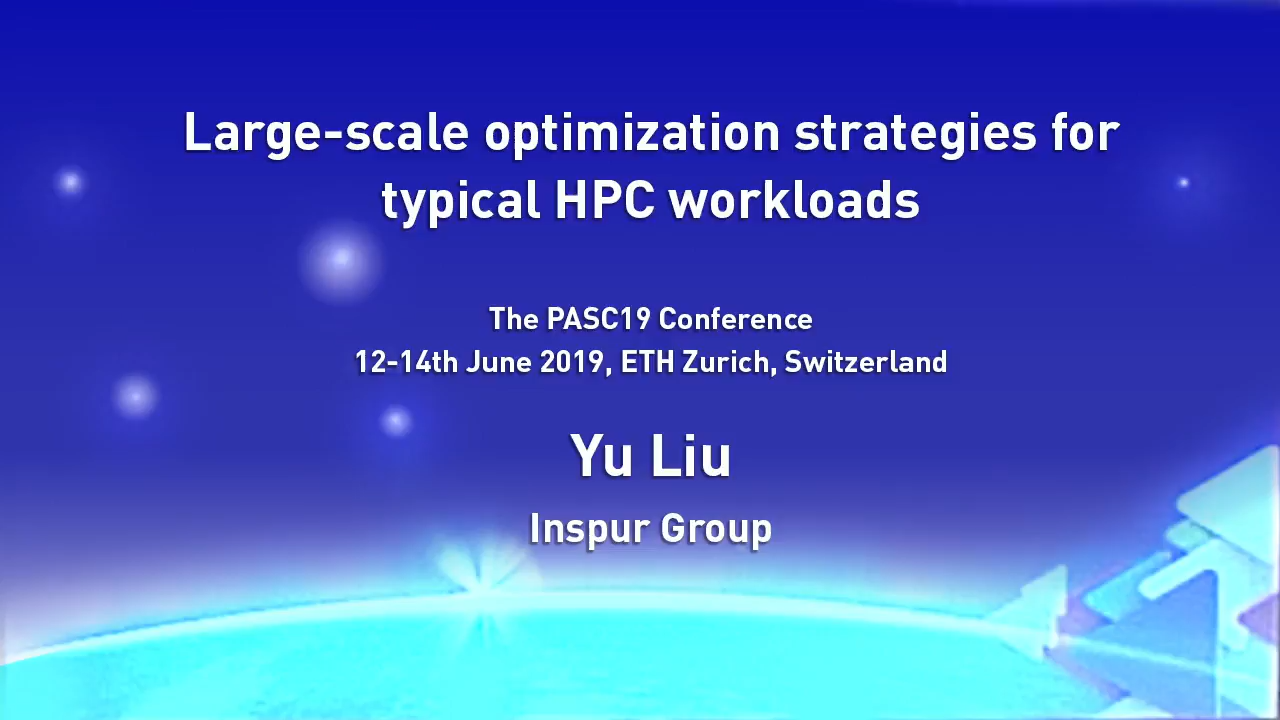 Large-scale optimization strategies for
typical HPC workloads
The PASC19 Conference
12-14th June 2019, ETH Zurich, Switzerland
Yu Liu
Inspur Group